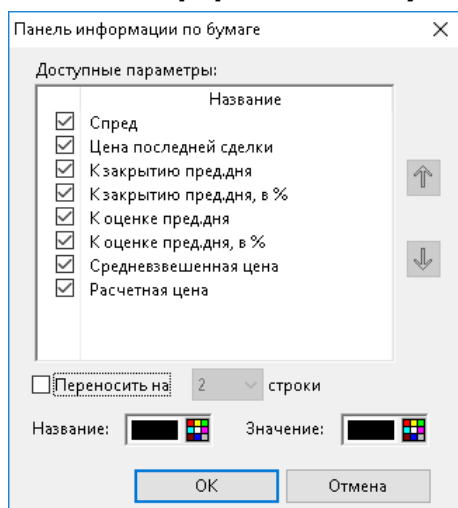 Панель информации по бумаге
Доступные параметры:
Название
Спред
Цена последней сделки
К закрытию пред.дня
К закрытию пред.дня, в %
К оценке пред.дня
К оценке пред.дня, в %
Средневзвешенная цена
Расчетная цена
Переносить на 2 строки
Название: Значение:
OK Отмена